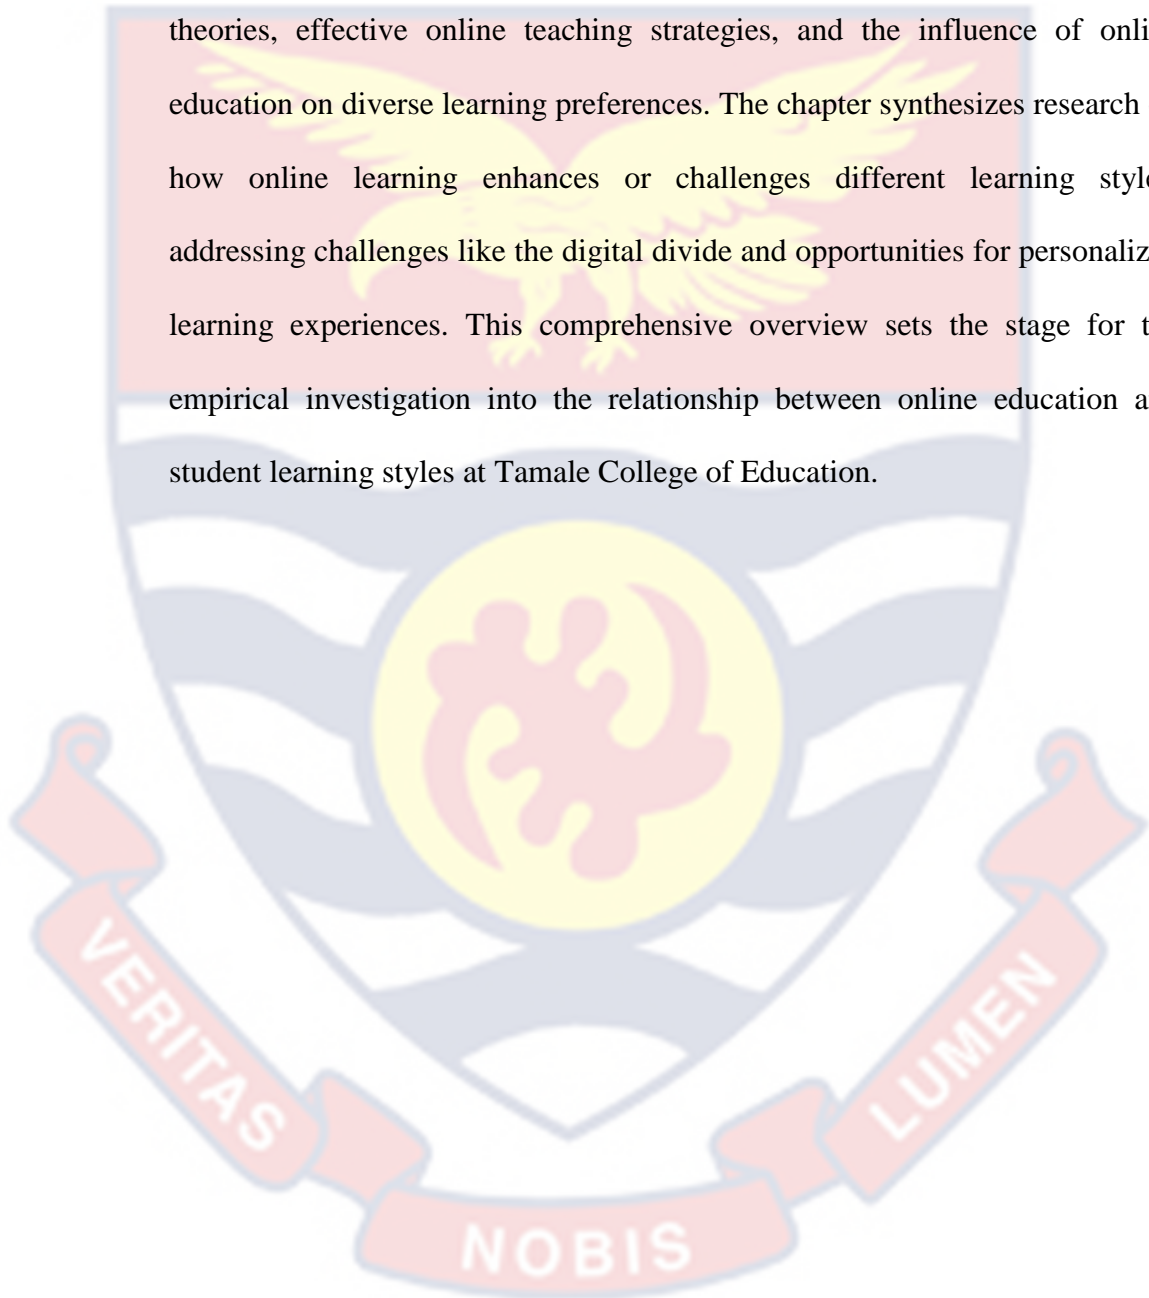 theories, effective online teaching strategies, and the influence of onli
education on diverse learning preferences. The chapter synthesizes research
how online learning enhances or challenges different learning style
addressing challenges like the digital divide and opportunities for personaliz
learning experiences. This comprehensive overview sets the stage for t
empirical investigation into the relationship between online education a
student learning styles at Tamale College of Education.
VERITAS
NOBIS
LUMEN